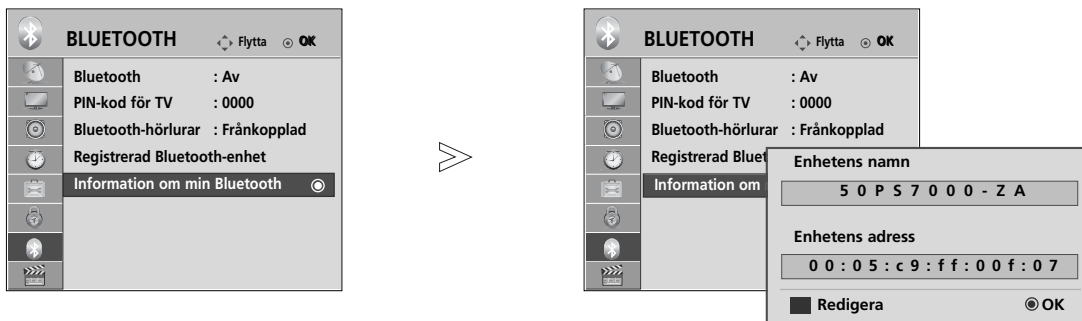 BLUETOOTH Flytta OK
Bluetooth : Av
PIN-kod för TV : 0000
Bluetooth-hörlurar : Frånkopplad
Registrerad Bluetooth-enhet
Information om min Bluetooth
BLUETOOTH Flytta OK
Bluetooth : Av
PIN-kod för TV : 0000
Bluetooth-hörlurar : Frånkopplad
Registrerad Bluet
Information om
Enhetens namn
50PS7000-ZA
Enhetens adress
00:05:c9:ff:00f:07
Redigera OK